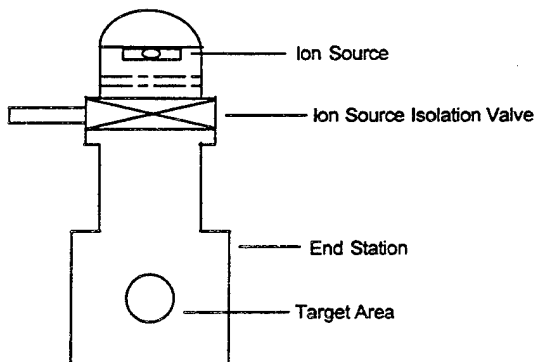 Ion Source
Ion Source Isolation Valve
End Station
Target Area